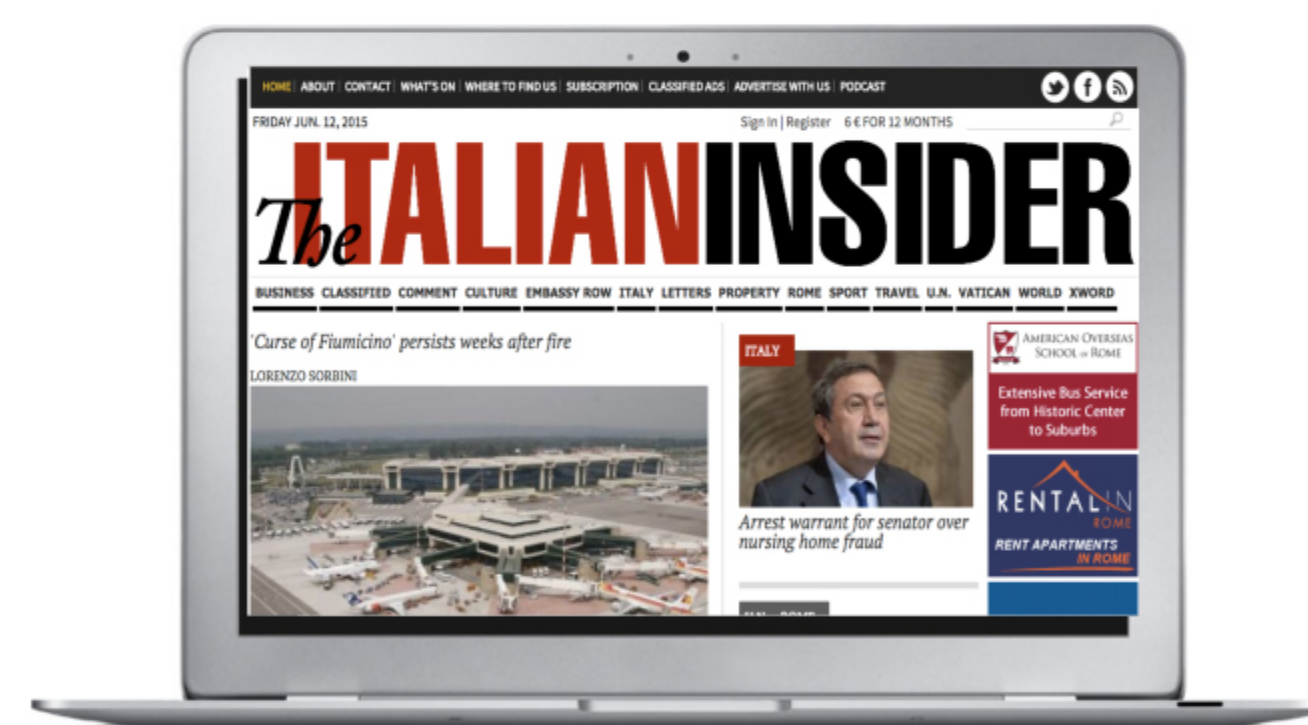 HOME | ABOUT | CONTACT | WHAT'S ON | WHERE TO FIND US | SUBSCRIPTION | CLASSIFIED ADS | ADVERTISE WITH US | PODCAST
FRIDAY JUN. 12, 2015
Sign In | Register 6 € FOR 12 MONTHS
The ITALIANINSIDER
BUSINESS CLASSIFIED COMMENT CULTURE EMBASSY ROW ITALY LETTERS PROPERTY ROME SPORT TRAVEL U.N. VATICAN WORLD XWORD
'Curse of Fiumicino' persists weeks after fire
LORENZO SORBINI
ITALY
Arrest warrant for senator over
nursing home fraud
AMERICAN OVERSEAS
SCHOOL OF ROME
Extensive Bus Service
from Historic Center
to Suburbs
RENTALIN
ROME
RENT APARTMENTS
IN ROME